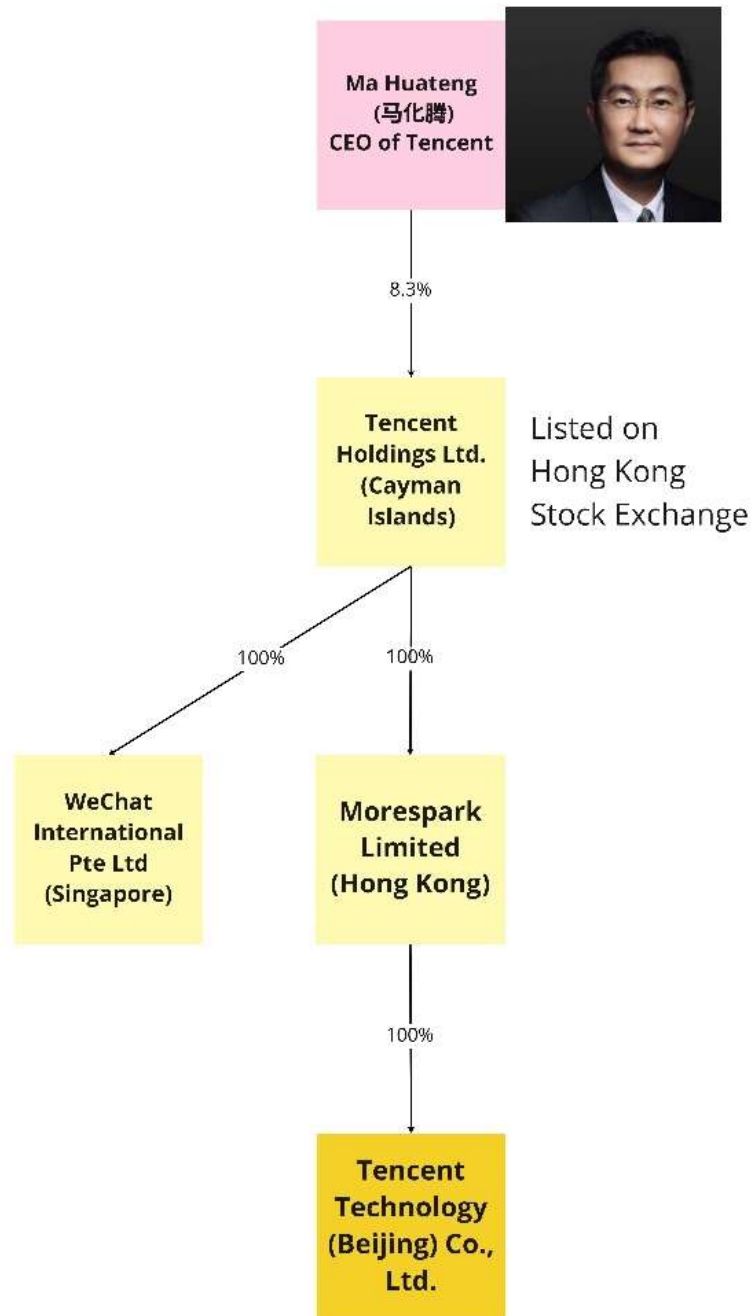 Ma Huateng
(马化腾)
CEO of Tencent
8.3%
Tencent
Holdings Ltd.
(Cayman
Islands)
Listed on
Hong Kong
Stock Exchange
100%
100%
WeChat
International
Pte Ltd
(Singapore)
Morespark
Limited
(Hong Kong)
100%
Tencent
Technology
(Beijing) Co.,
Ltd.